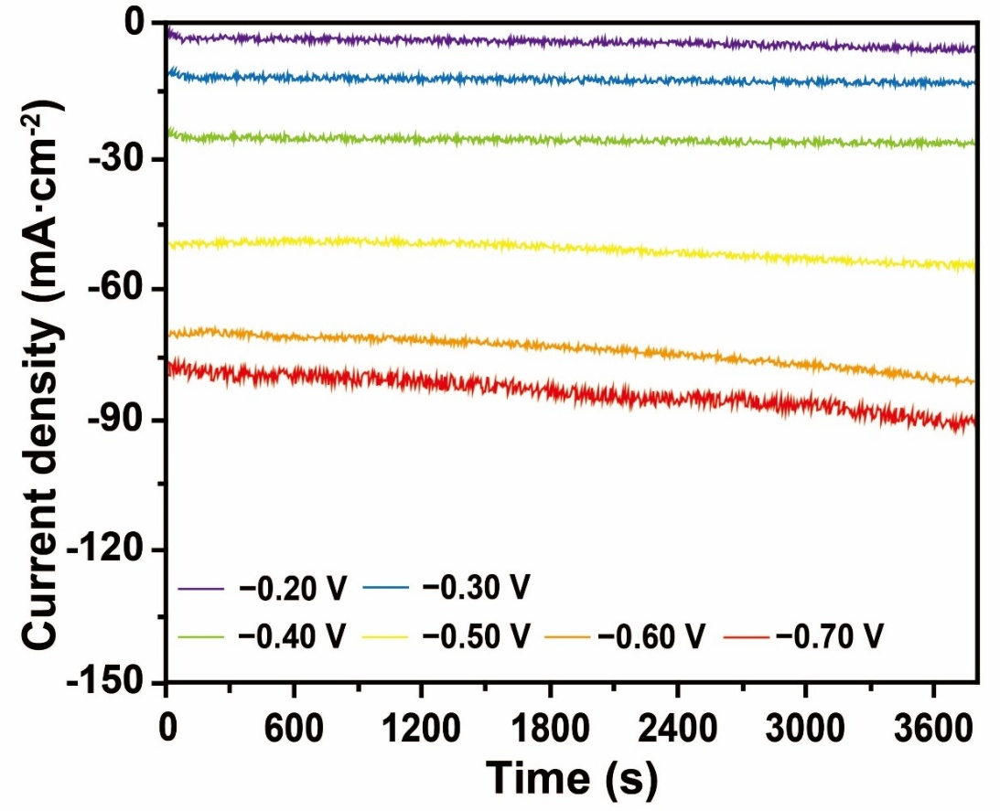 Current density (mA·cm⁻²)
0
-30
-60
-90
-120
-150
−0.20 V −0.30 V
−0.40 V −0.50 V −0.60 V −0.70 V
0 600 1200 1800 2400 3000 3600
Time (s)